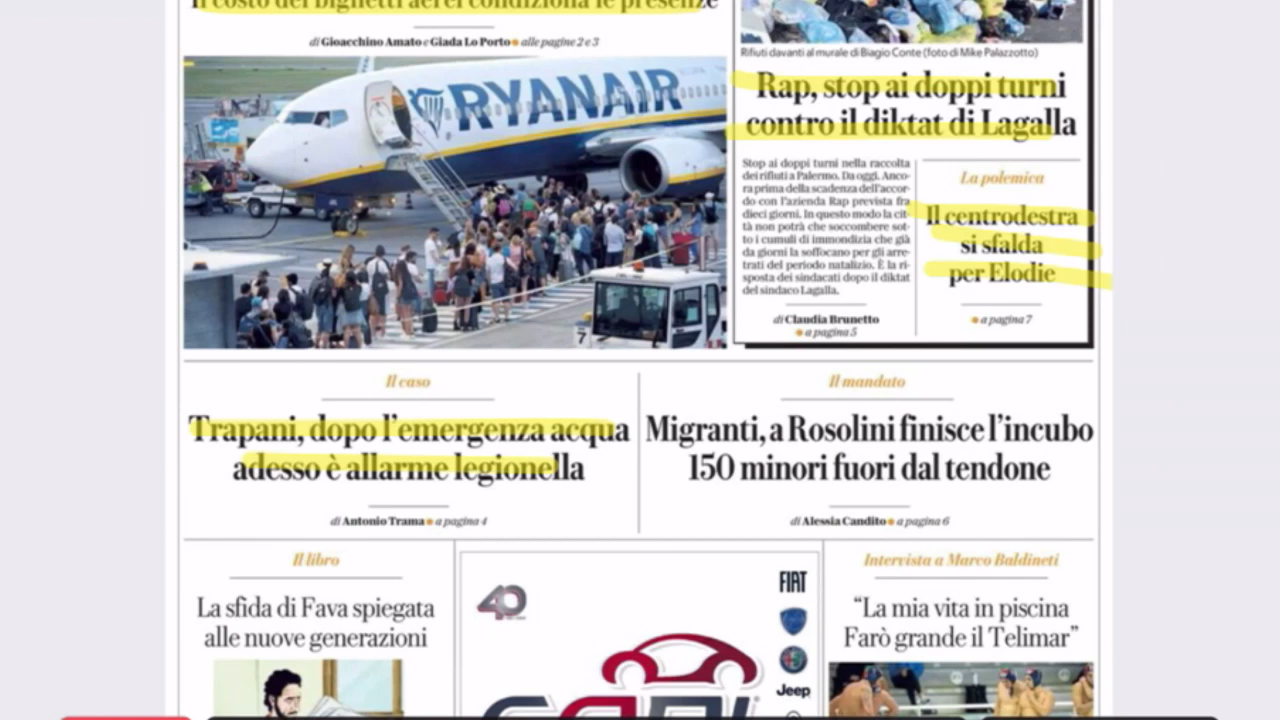 Il costo dei biglietti aerei condiziona le presenze
di Gioacchino Amato e Giada Lo Porto ● alle pagine 2 e 3
RYANAIR
7
Rifiuti davanti al murale di Biagio Conte (foto di Mike Palazzotto)
Rap, stop ai doppi turni
contro il diktat di Lagalla
Stop ai doppi turni nella raccolta
dei rifiuti a Palermo. Da oggi. Anco-
ra prima della scadenza dell'accor-
do con l'azienda Rap prevista fra
dieci giorni. In questo modo la cit-
tà non potrà che soccombere sot-
to i cumuli di immondizia che già
da giorni la soffocano per gli arre-
trati del periodo natalizio. È la ri-
sposta dei sindacati dopo il diktat
del sindaco Lagalla.
di Claudia Brunetto
● a pagina 5
La polemica
Il centrodestra
si sfalda
per Elodie
● a pagina 7
Il caso
Trapani, dopo l'emergenza acqua
adesso è allarme legionella
di Antonio Trama ● a pagina 4
Il mandato
Migranti, a Rosolini finisce l'incubo
150 minori fuori dal tendone
di Alessia Candito ● a pagina 6
Il libro
La sfida di Fava spiegata
alle nuove generazioni
40
FIAT
Jeep
Intervista a Marco Baldineti
“La mia vita in piscina
Farò grande il Telimar”